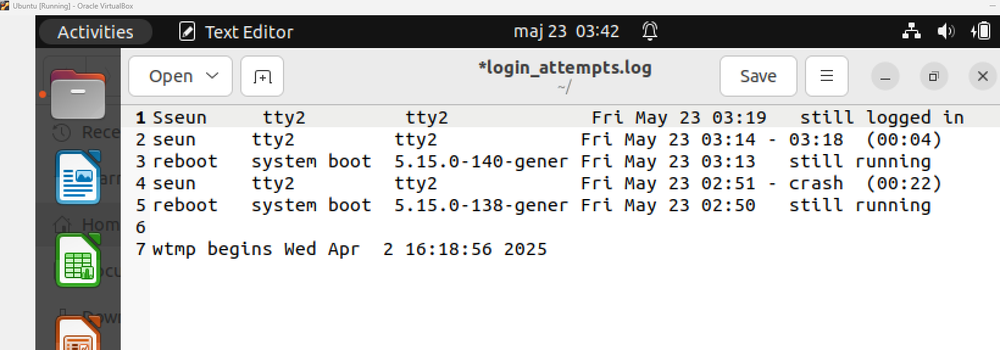 Ubuntu [Running] - Oracle VirtualBox
Activities Text Editor maj 23 03:42
Open *login_attempts.log Save
~/
1 Sseun tty2 tty2 Fri May 23 03:19 still logged in
2 seun tty2 tty2 Fri May 23 03:14 - 03:18 (00:04)
3 reboot system boot 5.15.0-140-gener Fri May 23 03:13 still running
4 seun tty2 tty2 Fri May 23 02:51 - crash (00:22)
5 reboot system boot 5.15.0-138-gener Fri May 23 02:50 still running
6
7 wtmp begins Wed Apr 2 16:18:56 2025
Rece
Hom